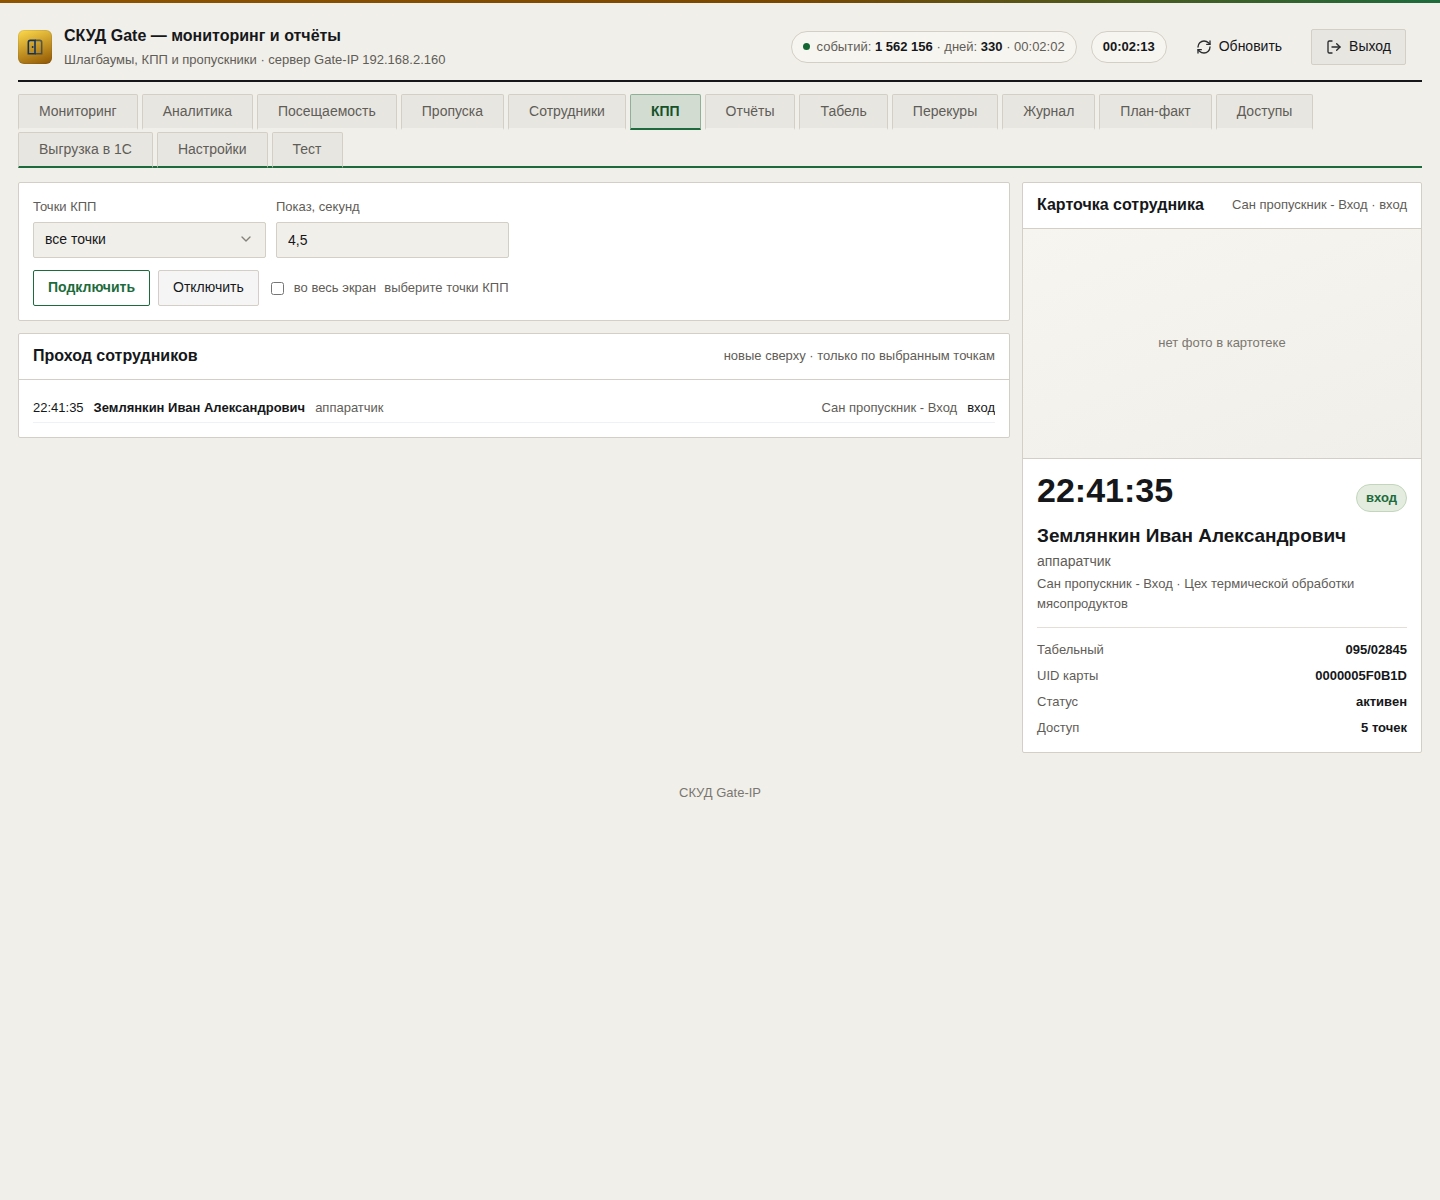 СКУД Gate — мониторинг и отчёты
Шлагбаумы, КПП и пропускники · сервер Gate-IP 192.168.2.160
событий: 1 562 156 · дней: 330 · 00:02:02
00:02:13
Обновить
Выход
Мониторинг
Аналитика
Посещаемость
Пропуска
Сотрудники
КПП
Отчёты
Табель
Перекуры
Журнал
План-факт
Доступы
Выгрузка в 1С
Настройки
Тест
Точки КПП
Показ, секунд
все точки
4,5
Подключить
Отключить
во весь экран
выберите точки КПП
Проход сотрудников
новые сверху · только по выбранным точкам
22:41:35 Землянкин Иван Александрович аппаратчик
Сан пропускник - Вход вход
Карточка сотрудника
Сан пропускник - Вход · вход
нет фото в картотеке
22:41:35
вход
Землянкин Иван Александрович
аппаратчик
Сан пропускник - Вход · Цех термической обработки
мясопродуктов
Табельный 095/02845
UID карты 0000005F0B1D
Статус активен
Доступ 5 точек
СКУД Gate-IP